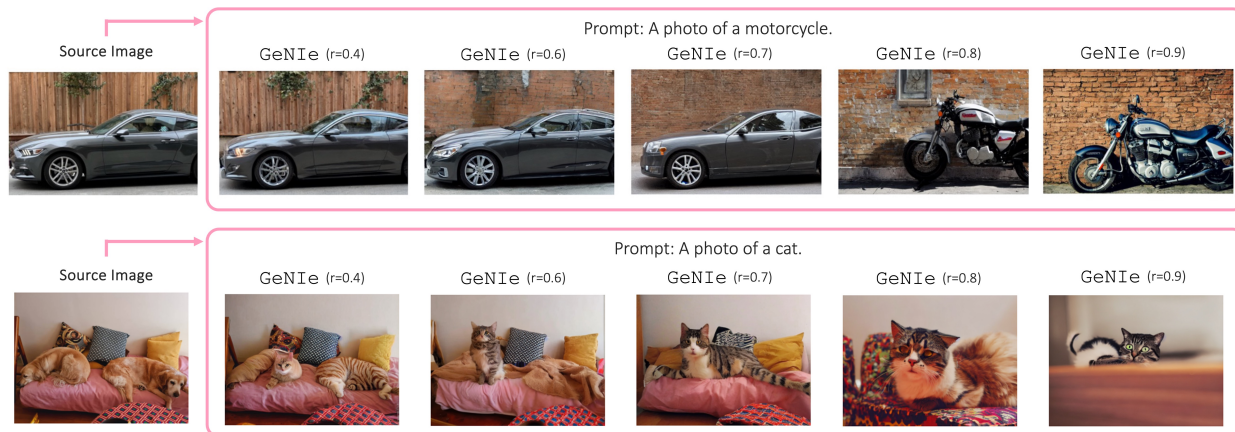 Prompt: A photo of a motorcycle.
Source Image
GeNIe (r=0.4)
GeNIe (r=0.6)
GeNIe (r=0.7)
GeNIe (r=0.8)
GeNIe (r=0.9)
Prompt: A photo of a cat.
Source Image
GeNIe (r=0.4)
GeNIe (r=0.6)
GeNIe (r=0.7)
GeNIe (r=0.8)
GeNIe (r=0.9)